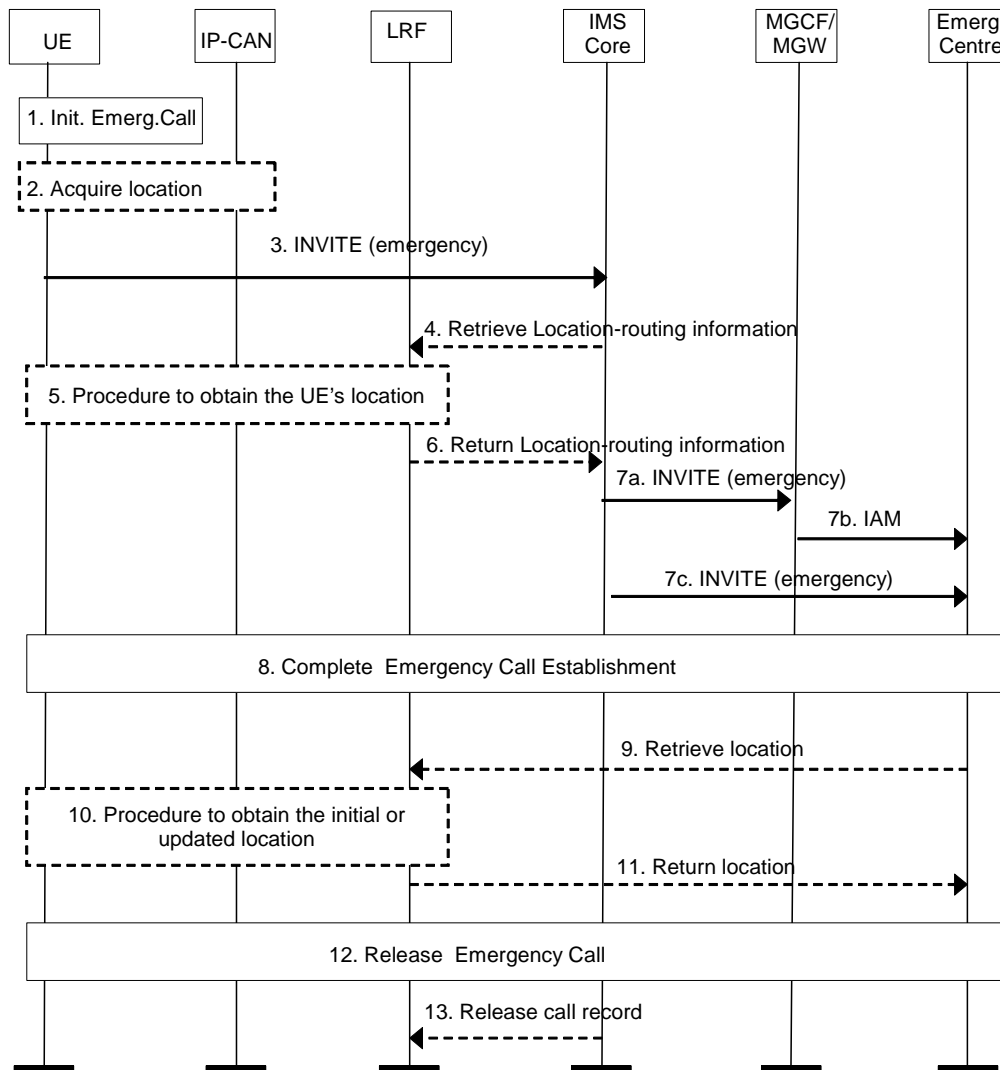 UE
IP-CAN
LRF
IMS
Core
MGCF/
MGW
Emerg
Centre
1. Init. Emerg.Call
2. Acquire location
3. INVITE (emergency)
4. Retrieve Location-routing information
5. Procedure to obtain the UE's location
6. Return Location-routing information
7a. INVITE (emergency)
7b. IAM
7c. INVITE (emergency)
8. Complete Emergency Call Establishment
9. Retrieve location
10. Procedure to obtain the initial or
updated location
11. Return location
12. Release Emergency Call
13. Release call record